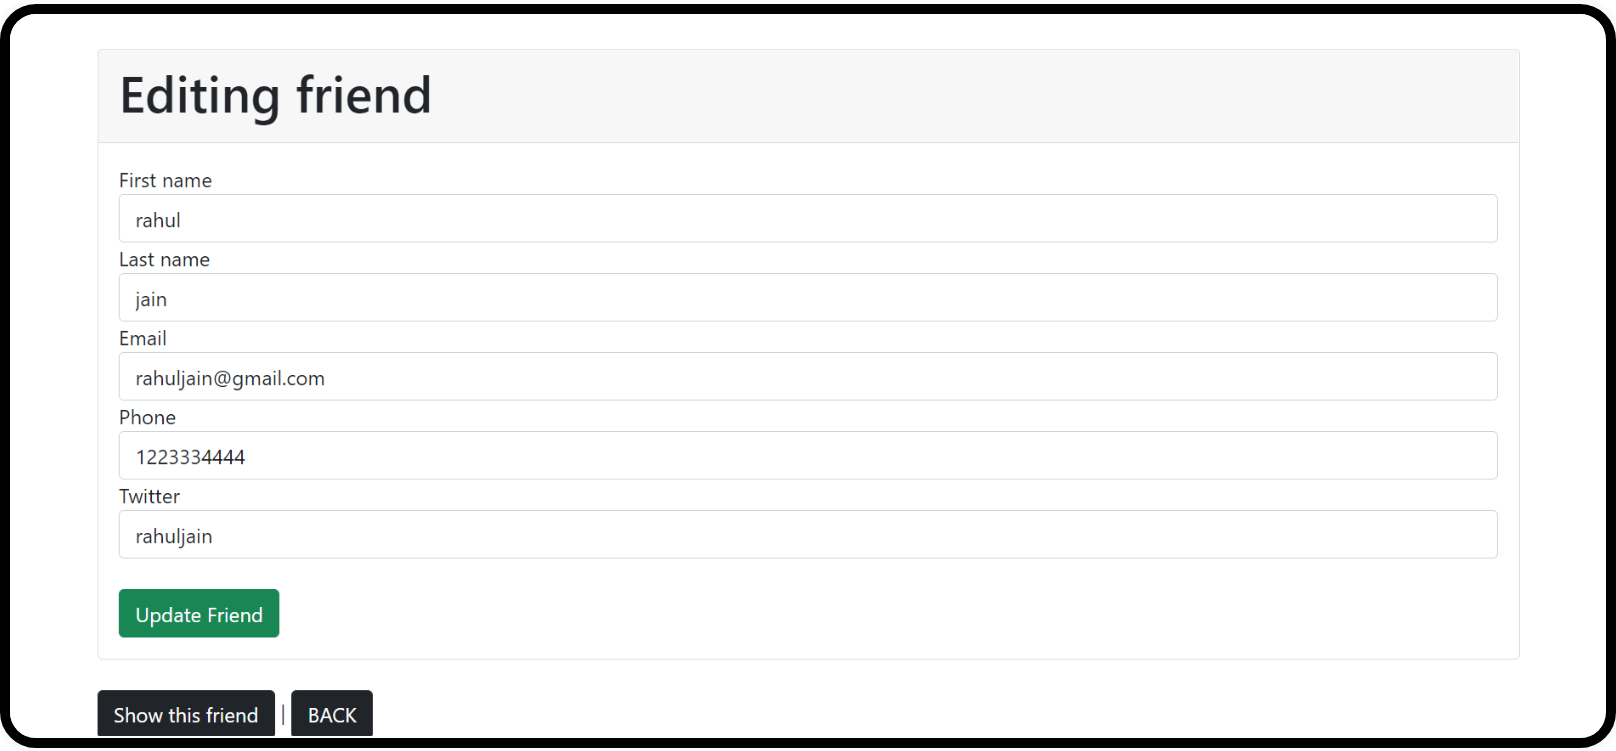 Editing friend
First name
rahul
Last name
jain
Email
rahuljain@gmail.com
Phone
1223334444
Twitter
rahuljain
Update Friend
Show this friend | BACK